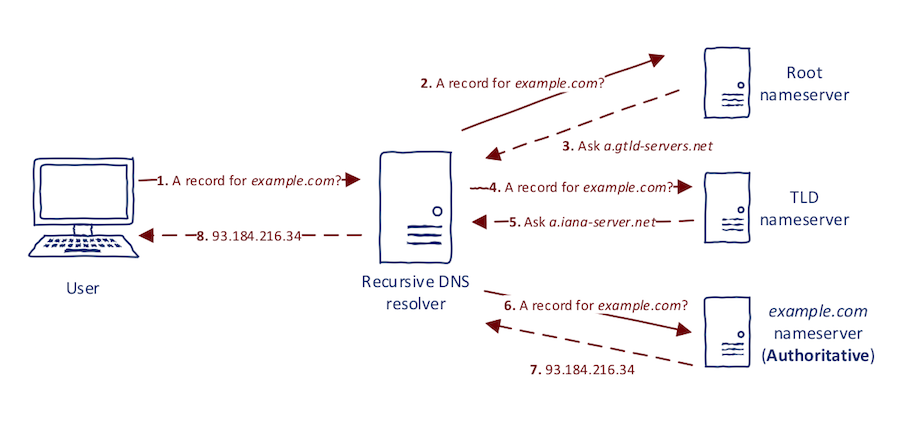 2. A record for example.com?
Root
nameserver
3. Ask a.gtld-servers.net
1. A record for example.com?
4. A record for example.com?
TLD
nameserver
5. Ask a.iana-server.net
8. 93.184.216.34
User
Recursive DNS
resolver
6. A record for example.com?
example.com
nameserver
(Authoritative)
7. 93.184.216.34